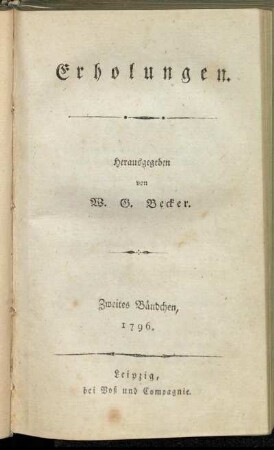 Erholungen.
Herausgegeben
von
W. G. Becker.
Zweites Bändchen,
1796.
Leipzig,
bei Voß und Compagnie.